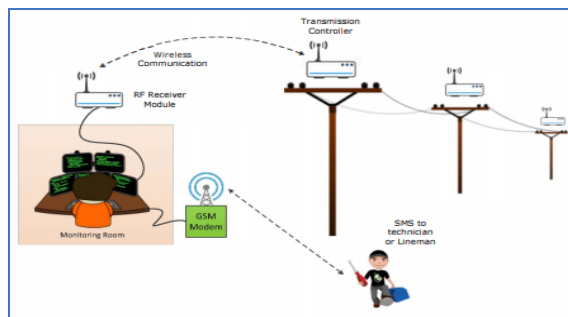 Transmission
Controller
Wireless
Communication
RF Receiver
Module
GSM
Modem
Monitoring Room
SMS to
technician
or Lineman